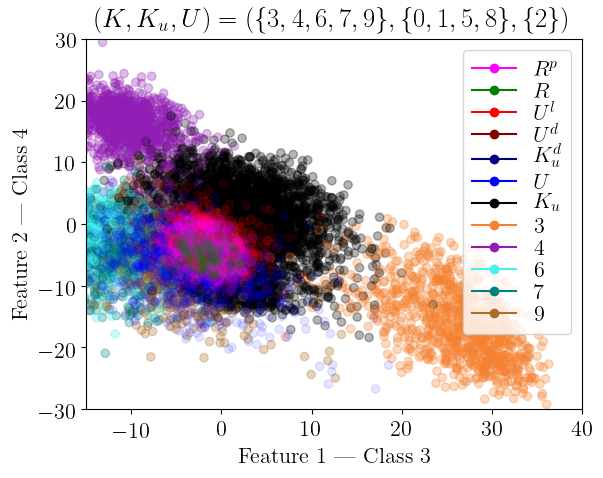 (K, K_u, U) = ({3, 4, 6, 7, 9}, {0, 1, 5, 8}, {2})
30
20
10
0
−10
−20
−30
Feature 2 — Class 4
R^p
R
U^l
U^d
K_u^d
U
K_u
3
4
6
7
9
−10
0
10
20
30
40
Feature 1 — Class 3